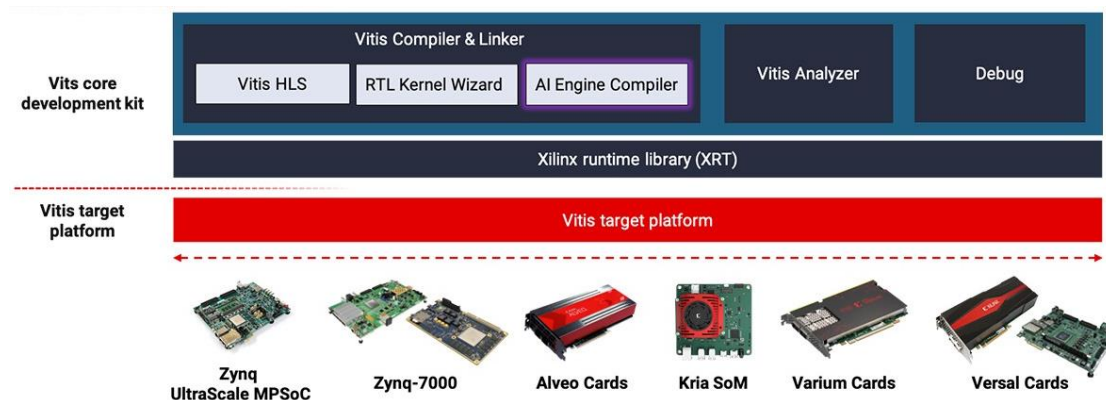 Vitis Compiler & Linker
Vits core
development kit
Vitis HLS
RTL Kernel Wizard
AI Engine Compiler
Vitis Analyzer
Debug
Xilinx runtime library (XRT)
Vitis target
platform
Vitis target platform
Zynq
UltraScale MPSoC
Zynq-7000
Alveo Cards
Kria SoM
Varium Cards
Versal Cards